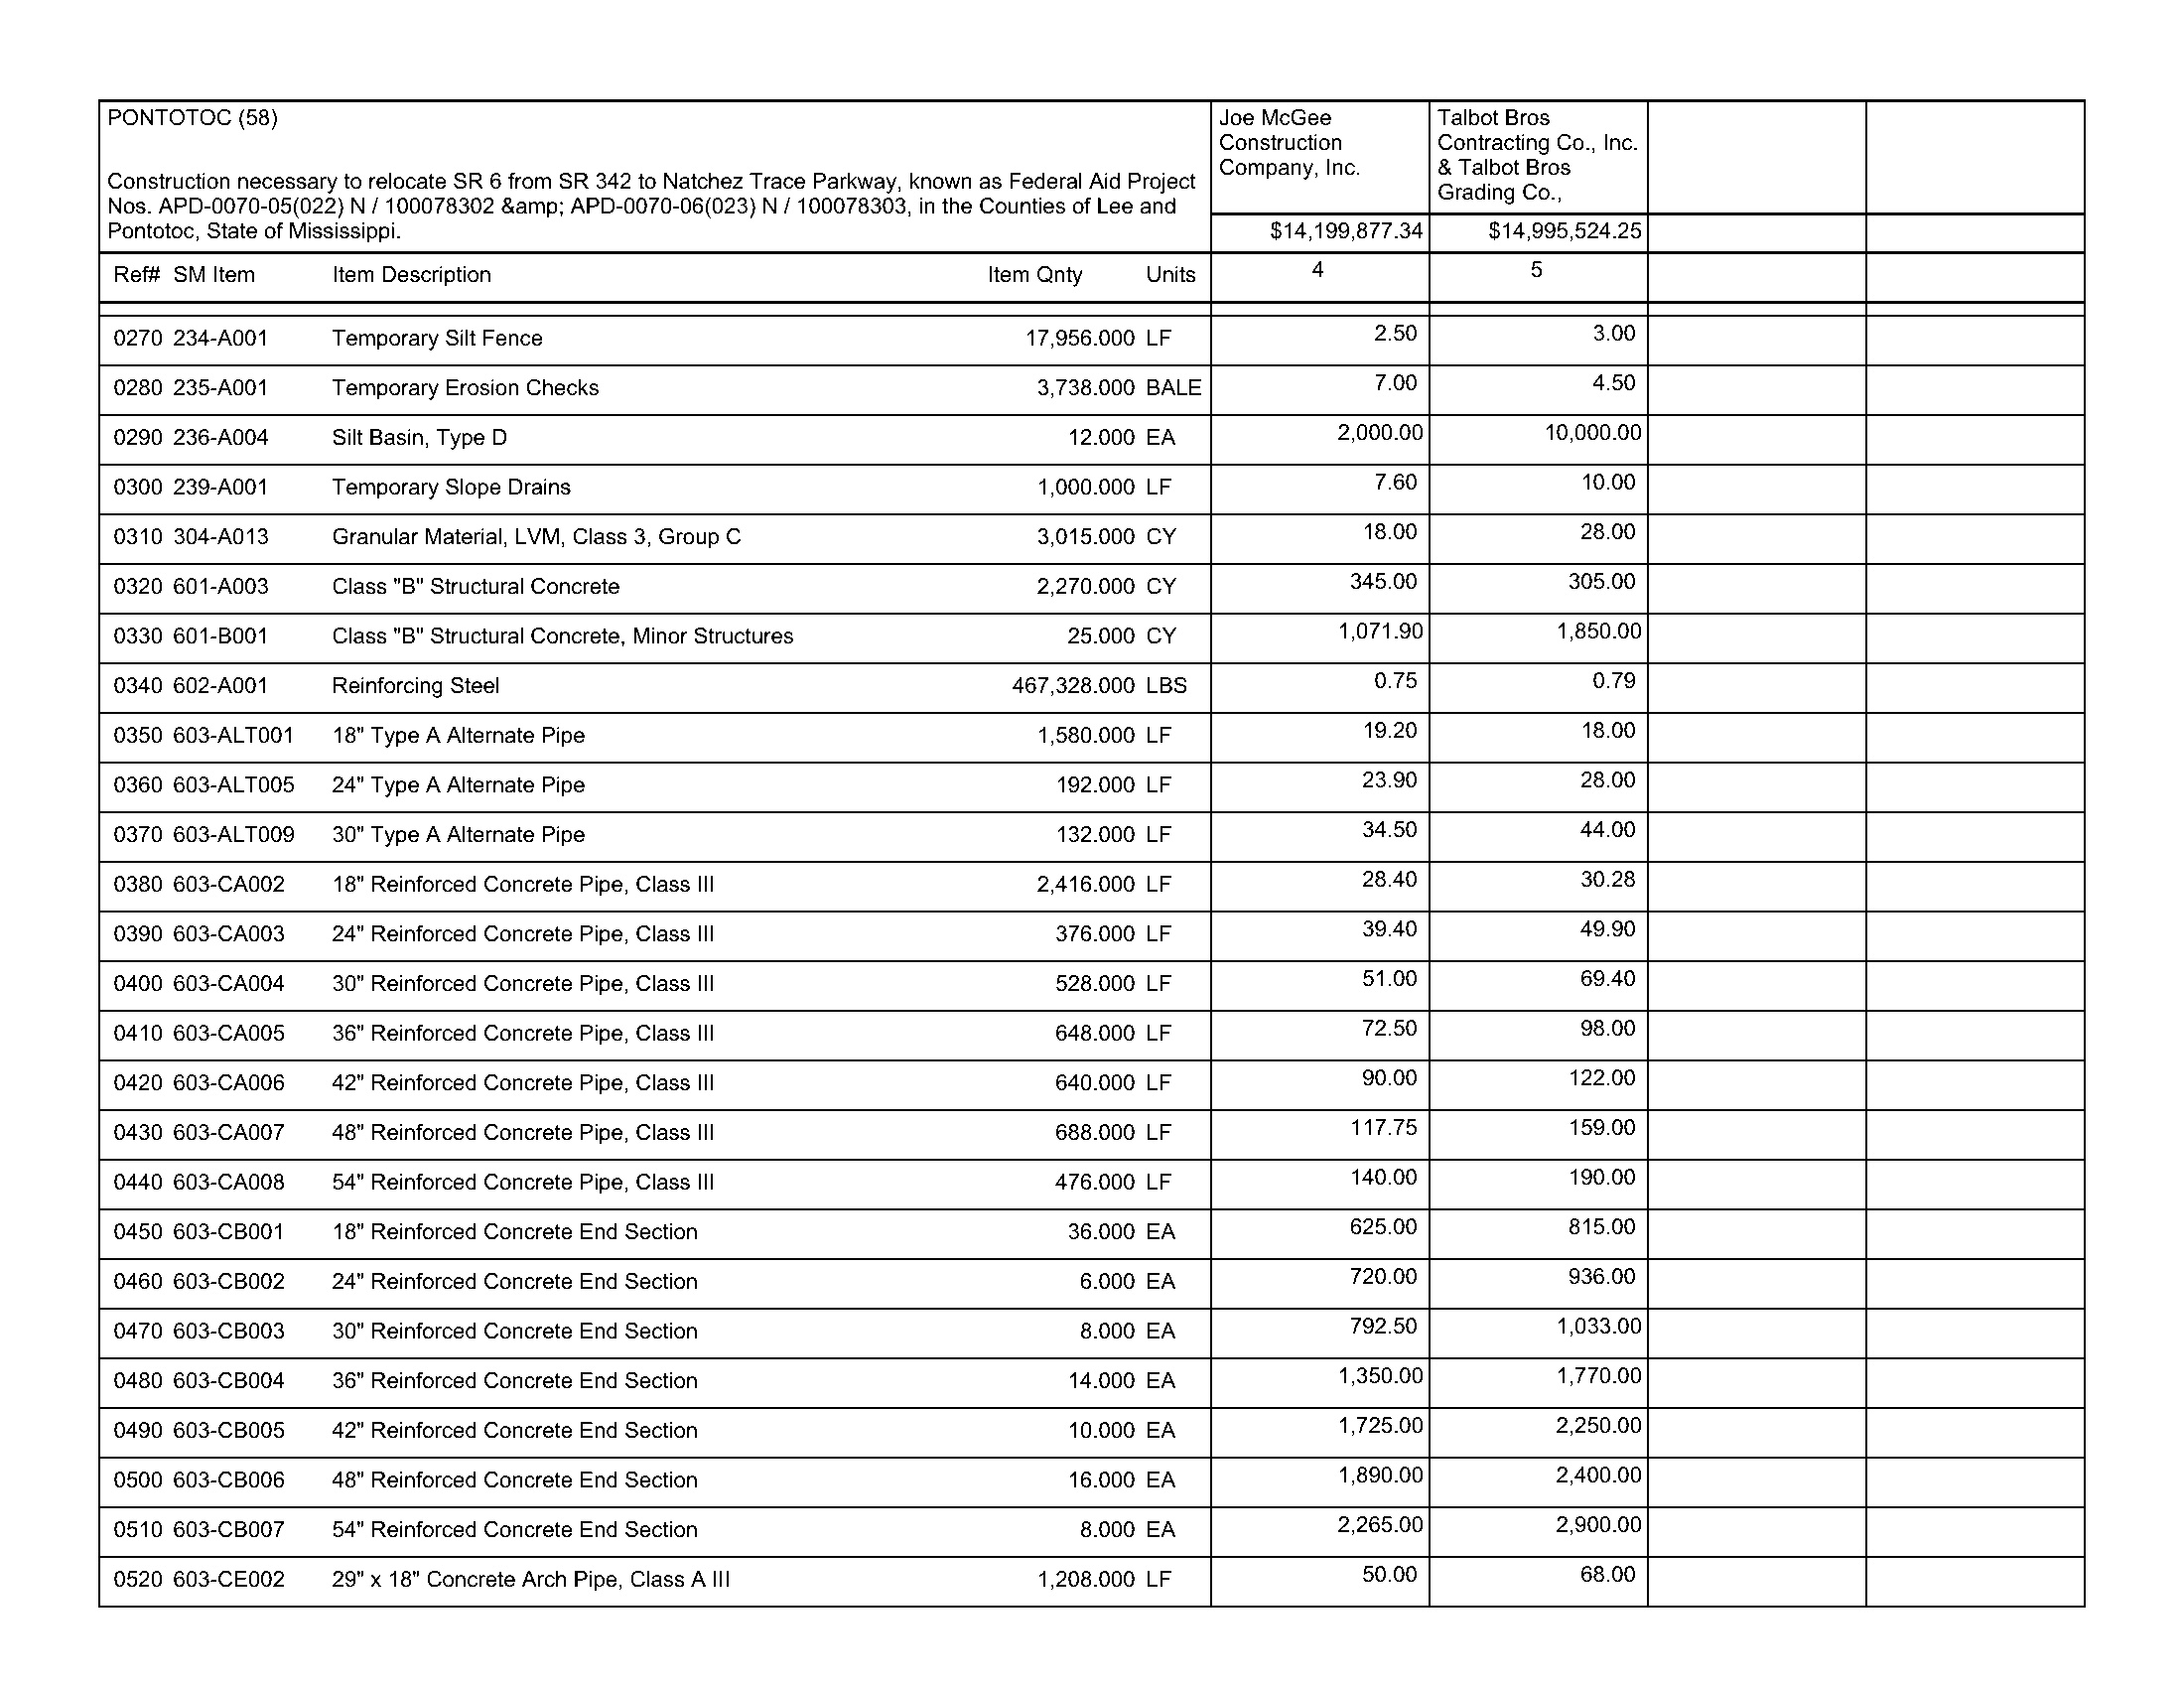 PONTOTOC (58)
Construction necessary to relocate SR 6 from SR 342 to Natchez Trace Parkway, known as Federal Aid Project
Nos. APD-0070-05(022) N / 100078302 &amp;amp; APD-0070-06(023) N / 100078303, in the Counties of Lee and
Pontotoc, State of Mississippi.
Joe McGee
Construction
Company, Inc.
Talbot Bros
Contracting Co., Inc.
& Talbot Bros
Grading Co.,
$14,199,877.34 $14,995,524.25
Ref# SM Item Item Description Item Qnty Units 4 5
0270 234-A001 Temporary Silt Fence 17,956.000 LF 2.50 3.00
0280 235-A001 Temporary Erosion Checks 3,738.000 BALE 7.00 4.50
0290 236-A004 Silt Basin, Type D 12.000 EA 2,000.00 10,000.00
0300 239-A001 Temporary Slope Drains 1,000.000 LF 7.60 10.00
0310 304-A013 Granular Material, LVM, Class 3, Group C 3,015.000 CY 18.00 28.00
0320 601-A003 Class "B" Structural Concrete 2,270.000 CY 345.00 305.00
0330 601-B001 Class "B" Structural Concrete, Minor Structures 25.000 CY 1,071.90 1,850.00
0340 602-A001 Reinforcing Steel 467,328.000 LBS 0.75 0.79
0350 603-ALT001 18" Type A Alternate Pipe 1,580.000 LF 19.20 18.00
0360 603-ALT005 24" Type A Alternate Pipe 192.000 LF 23.90 28.00
0370 603-ALT009 30" Type A Alternate Pipe 132.000 LF 34.50 44.00
0380 603-CA002 18" Reinforced Concrete Pipe, Class III 2,416.000 LF 28.40 30.28
0390 603-CA003 24" Reinforced Concrete Pipe, Class III 376.000 LF 39.40 49.90
0400 603-CA004 30" Reinforced Concrete Pipe, Class III 528.000 LF 51.00 69.40
0410 603-CA005 36" Reinforced Concrete Pipe, Class III 648.000 LF 72.50 98.00
0420 603-CA006 42" Reinforced Concrete Pipe, Class III 640.000 LF 90.00 122.00
0430 603-CA007 48" Reinforced Concrete Pipe, Class III 688.000 LF 117.75 159.00
0440 603-CA008 54" Reinforced Concrete Pipe, Class III 476.000 LF 140.00 190.00
0450 603-CB001 18" Reinforced Concrete End Section 36.000 EA 625.00 815.00
0460 603-CB002 24" Reinforced Concrete End Section 6.000 EA 720.00 936.00
0470 603-CB003 30" Reinforced Concrete End Section 8.000 EA 792.50 1,033.00
0480 603-CB004 36" Reinforced Concrete End Section 14.000 EA 1,350.00 1,770.00
0490 603-CB005 42" Reinforced Concrete End Section 10.000 EA 1,725.00 2,250.00
0500 603-CB006 48" Reinforced Concrete End Section 16.000 EA 1,890.00 2,400.00
0510 603-CB007 54" Reinforced Concrete End Section 8.000 EA 2,265.00 2,900.00
0520 603-CE002 29" x 18" Concrete Arch Pipe, Class A III 1,208.000 LF 50.00 68.00